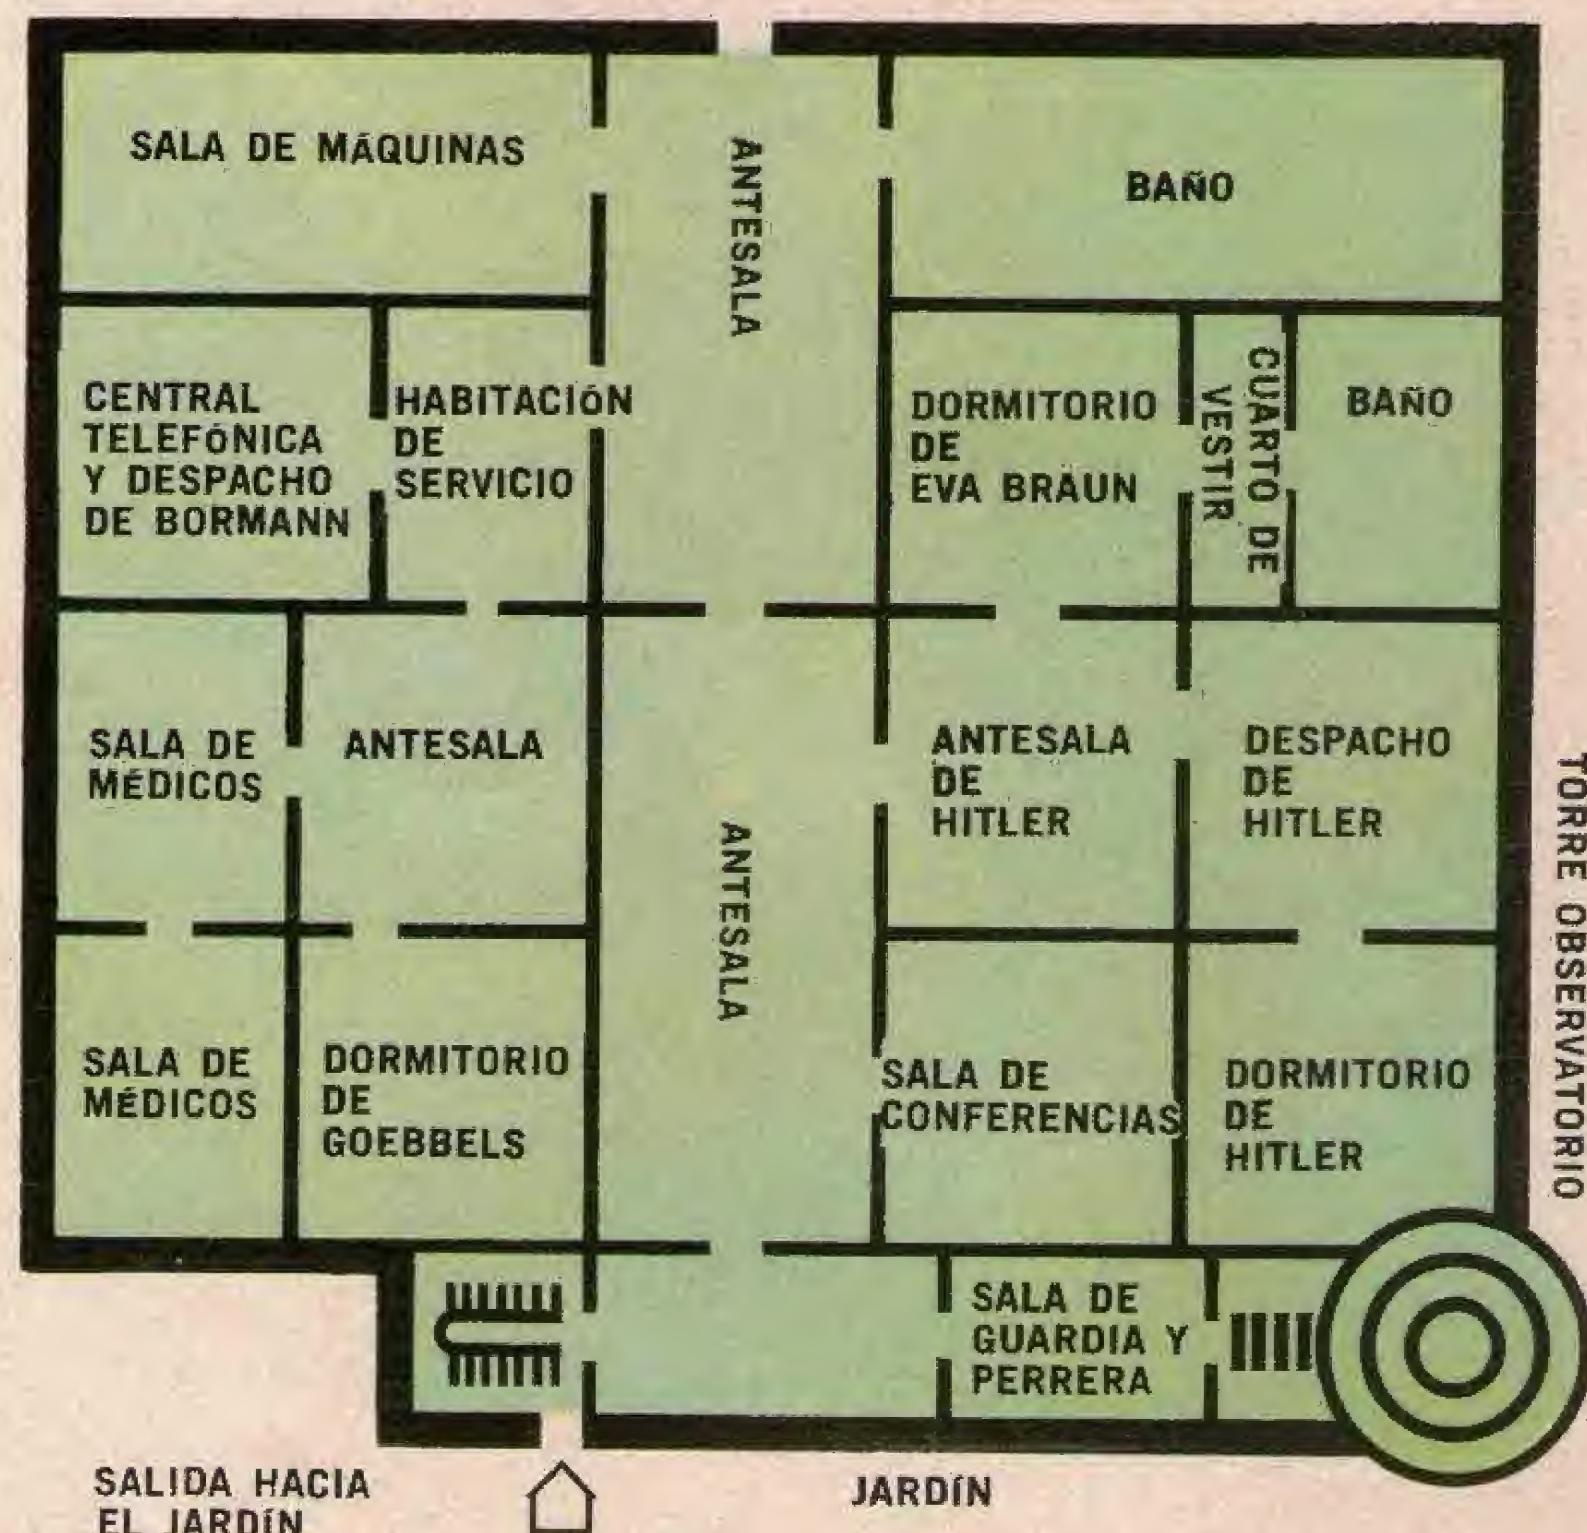 SALA DE MÁQUINAS
ANTESALA
BAÑO
CENTRAL
TELEFÓNICA
Y DESPACHO
DE BORMANN
HABITACIÓN
DE
SERVICIO
DORMITORIO
DE
EVA BRAUN
CUARTO DE
VESTIR
BAÑO
SALA DE
MÉDICOS
ANTESALA
ANTESALA
ANTESALA
DE
HITLER
DESPACHO
DE
HITLER
TORRE OBSERVATORIO
SALA DE
MÉDICOS
DORMITORIO
DE
GOEBBELS
SALA DE
CONFERENCIAS
DORMITORIO
DE
HITLER
SALA DE
GUARDIA Y
PERRERA
SALIDA HACIA
EL JARDÍN
JARDÍN